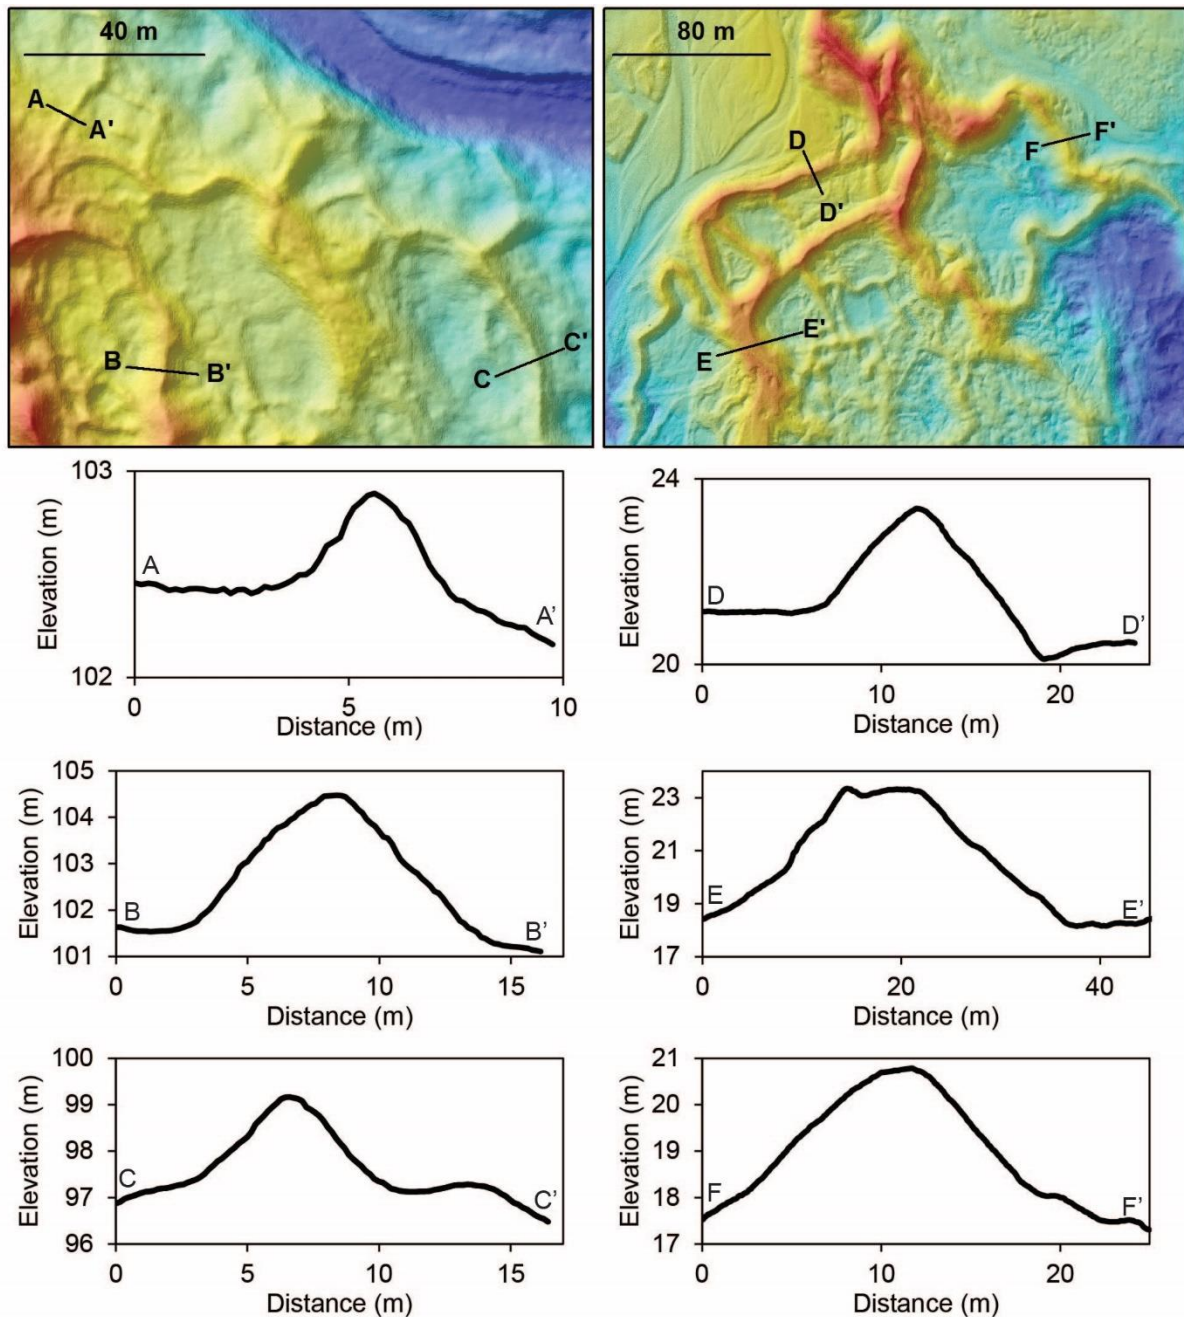 40 m
A
A'
B
B'
C
C'
80 m
D
D'
E
E'
F
F'
103
102
Elevation (m)
A
A’
0
5
10
Distance (m)
24
20
Elevation (m)
D
D’
0
10
20
Distance (m)
105
104
103
102
101
Elevation (m)
B
B’
0
5
10
15
Distance (m)
23
21
19
17
Elevation (m)
E
E’
0
20
40
Distance (m)
100
99
98
97
96
Elevation (m)
C
C’
0
5
10
15
Distance (m)
21
20
19
18
17
Elevation (m)
F
F’
0
10
20
Distance (m)